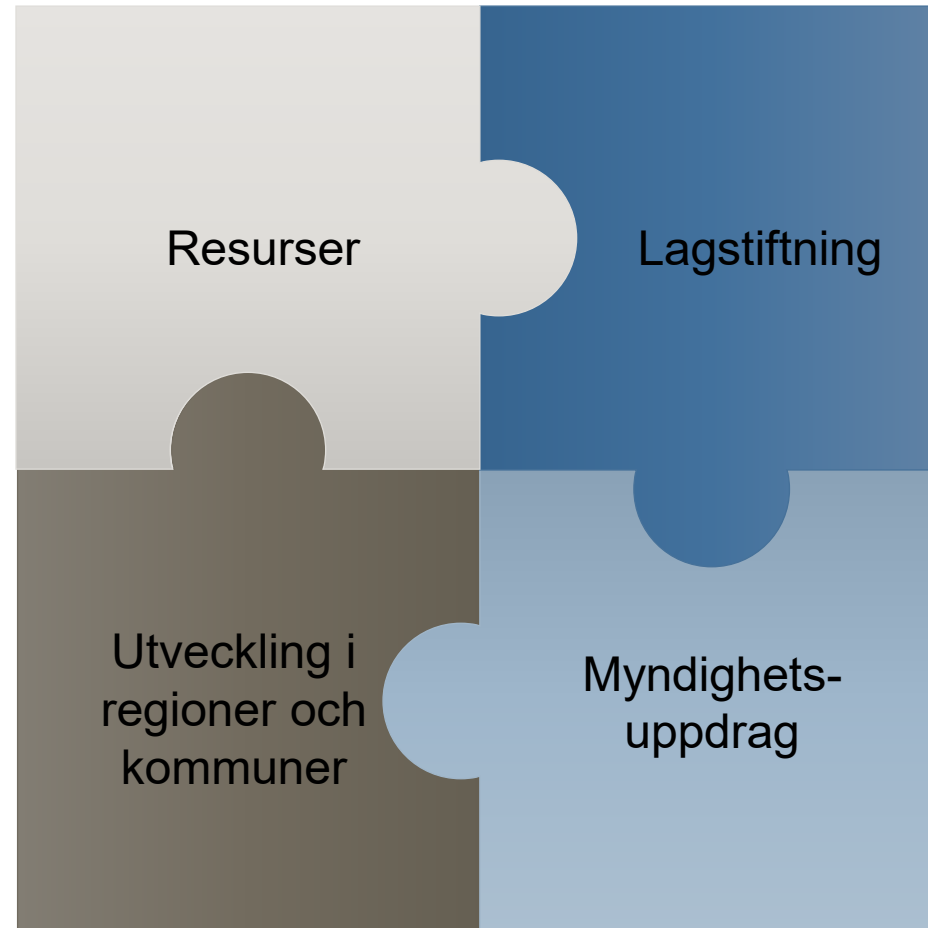 Resurser
Lagstiftning
Utveckling i
regioner och
kommuner
Myndighets-
uppdrag